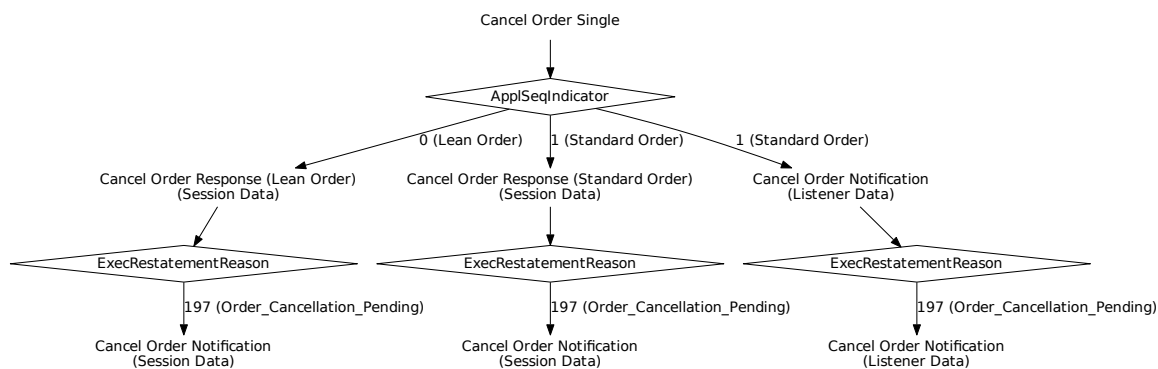 Cancel Order Single
ApplSeqIndicator
0 (Lean Order)
1 (Standard Order)
1 (Standard Order)
Cancel Order Response (Lean Order)
(Session Data)
Cancel Order Response (Standard Order)
(Session Data)
Cancel Order Notification
(Listener Data)
ExecRestatementReason
ExecRestatementReason
ExecRestatementReason
197 (Order_Cancellation_Pending)
197 (Order_Cancellation_Pending)
197 (Order_Cancellation_Pending)
Cancel Order Notification
(Session Data)
Cancel Order Notification
(Session Data)
Cancel Order Notification
(Listener Data)